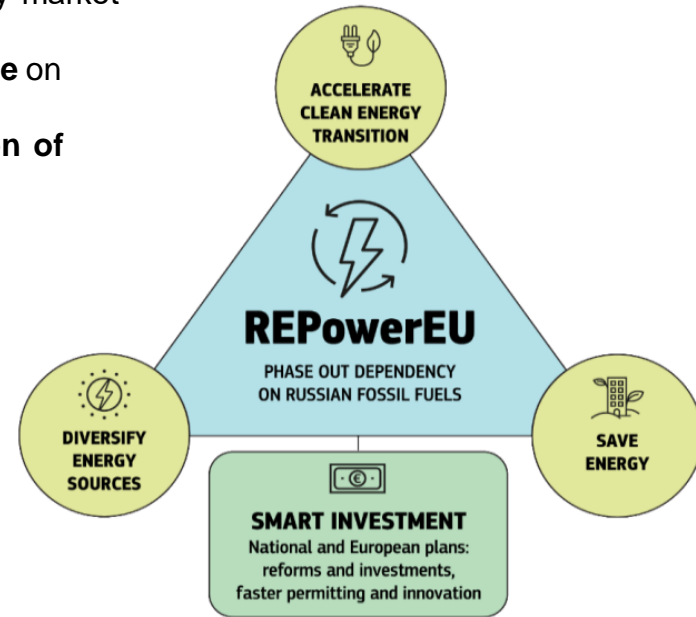 market
on
of
ACCELERATE
CLEAN ENERGY
TRANSITION
REPowerEU
PHASE OUT DEPENDENCY
ON RUSSIAN FOSSIL FUELS
DIVERSIFY
ENERGY
SOURCES
SAVE
ENERGY
€
SMART INVESTMENT
National and European plans:
reforms and investments,
faster permitting and innovation